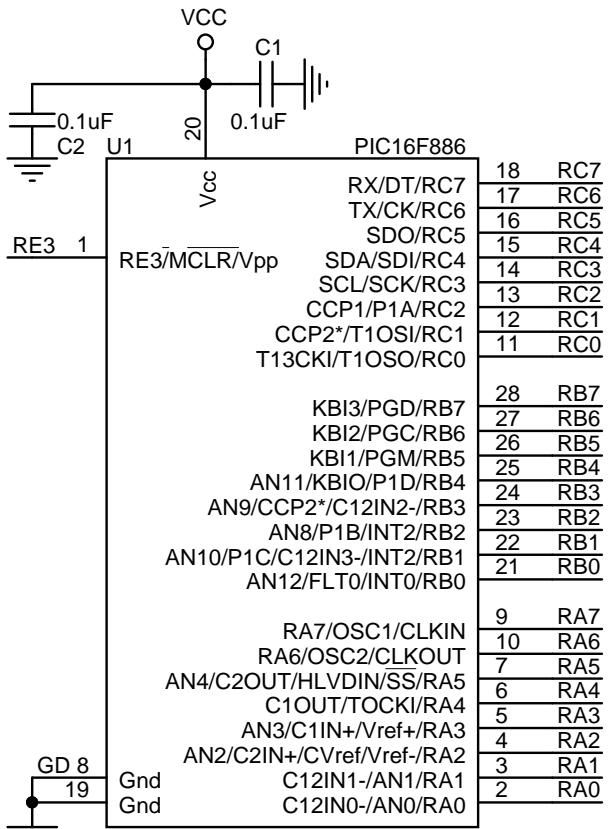 VCC
C1
0.1uF
0.1uF
C2
U1
20
PIC16F886
Vcc
RX/DT/RC7 18 RC7
TX/CK/RC6 17 RC6
SDO/RC5 16 RC5
RE3 1 RE3/MCLR/Vpp SDA/SDI/RC4 15 RC4
SCL/SCK/RC3 14 RC3
CCP1/P1A/RC2 13 RC2
CCP2*/T1OSI/RC1 12 RC1
T13CKI/T1OSO/RC0 11 RC0
KBI3/PGD/RB7 28 RB7
KBI2/PGC/RB6 27 RB6
KBI1/PGM/RB5 26 RB5
AN11/KBIO/P1D/RB4 25 RB4
AN9/CCP2*/C12IN2-/RB3 24 RB3
AN8/P1B/INT2/RB2 23 RB2
AN10/P1C/C12IN3-/INT2/RB1 22 RB1
AN12/FLT0/INT0/RB0 21 RB0
RA7/OSC1/CLKIN 9 RA7
RA6/OSC2/CLKOUT 10 RA6
AN4/C2OUT/HLVDIN/SS/RA5 7 RA5
C1OUT/TOCKI/RA4 6 RA4
AN3/C1IN+/Vref+/RA3 5 RA3
AN2/C2IN+/CVref/Vref-/RA2 4 RA2
GD 8 Gnd C12IN1-/AN1/RA1 3 RA1
19 Gnd C12IN0-/AN0/RA0 2 RA0